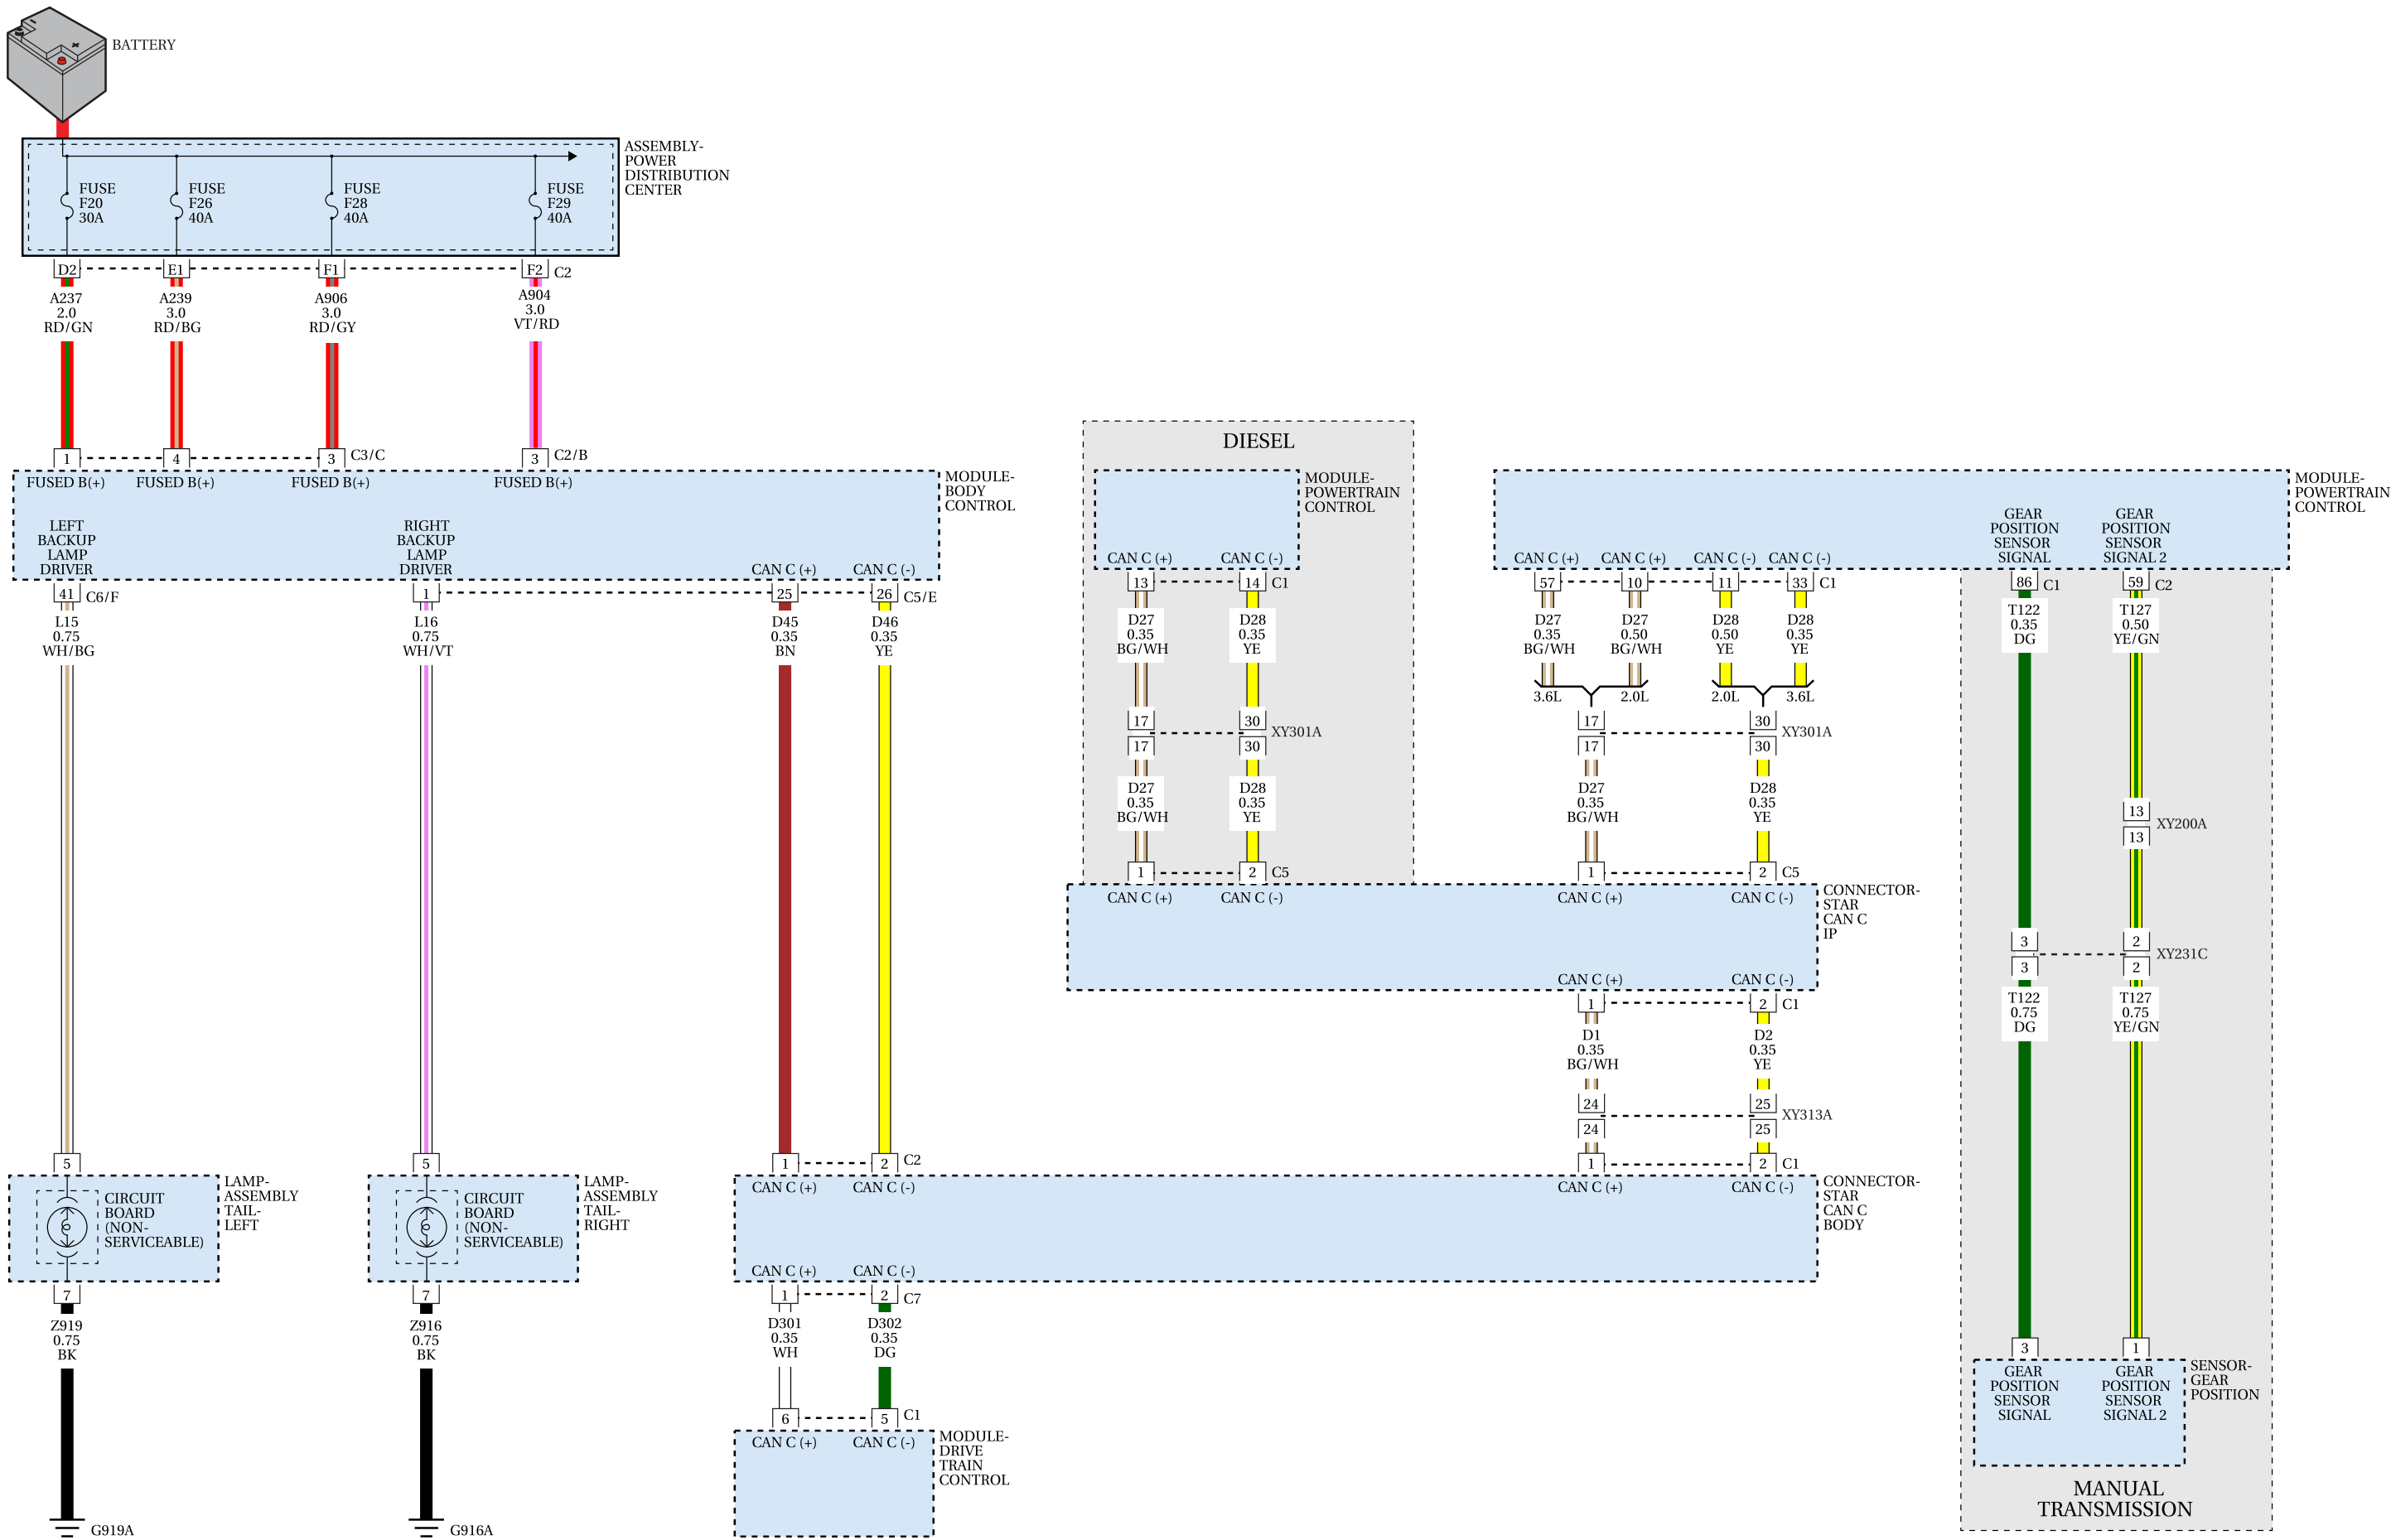 BATTERY
ASSEMBLY-
POWER
DISTRIBUTION
CENTER
FUSE
F20
30A
FUSE
F26
40A
FUSE
F28
40A
FUSE
F29
40A
D2
E1
F1
F2
C2
A237
2.0
RD/GN
A239
3.0
RD/BG
A906
3.0
RD/GY
A904
3.0
VT/RD
1
4
3
C3/C
3
C2/B
FUSED B(+)
FUSED B(+)
FUSED B(+)
FUSED B(+)
MODULE-
BODY
CONTROL
LEFT
BACKUP
LAMP
DRIVER
RIGHT
BACKUP
LAMP
DRIVER
CAN C (+)
CAN C (-)
41
C6/F
1
25
26
C5/E
L15
0.75
WH/BG
L16
0.75
WH/VT
D45
0.35
BN
D46
0.35
YE
DIESEL
MODULE-
POWERTRAIN
CONTROL
CAN C (+)
CAN C (-)
13
14
C1
D27
0.35
BG/WH
D28
0.35
YE
17
30
XY301A
17
30
D27
0.35
BG/WH
D28
0.35
YE
1
2
C5
MODULE-
POWERTRAIN
CONTROL
CAN C (+)
CAN C (+)
CAN C (-)
CAN C (-)
GEAR
POSITION
SENSOR
SIGNAL
GEAR
POSITION
SENSOR
SIGNAL 2
57
10
11
33
C1
86
C1
59
C2
D27
0.35
BG/WH
D27
0.50
BG/WH
D28
0.50
YE
D28
0.35
YE
T122
0.35
DG
T127
0.50
YE/GN
3.6L
2.0L
2.0L
3.6L
17
30
XY301A
17
30
D27
0.35
BG/WH
D28
0.35
YE
13
XY200A
13
1
2
C5
CAN C (+)
CAN C (-)
CAN C (+)
CAN C (-)
CONNECTOR-
STAR
CAN C
IP
3
2
XY231C
3
2
CAN C (+)
CAN C (-)
1
2
C1
T122
0.75
DG
T127
0.75
YE/GN
D1
0.35
BG/WH
D2
0.35
YE
24
25
XY313A
24
25
5
5
1
2
C2
1
2
C1
CIRCUIT
BOARD
(NON-
SERVICEABLE)
LAMP-
ASSEMBLY
TAIL-
LEFT
CIRCUIT
BOARD
(NON-
SERVICEABLE)
LAMP-
ASSEMBLY
TAIL-
RIGHT
CAN C (+)
CAN C (-)
CAN C (+)
CAN C (-)
CONNECTOR-
STAR
CAN C
BODY
CAN C (+)
CAN C (-)
7
7
1
2
C7
Z919
0.75
BK
Z916
0.75
BK
D301
0.35
WH
D302
0.35
DG
6
5
C1
CAN C (+)
CAN C (-)
MODULE-
DRIVE
TRAIN
CONTROL
3
1
GEAR
POSITION
SENSOR
SIGNAL
GEAR
POSITION
SENSOR
SIGNAL 2
SENSOR-
GEAR
POSITION
MANUAL
TRANSMISSION
G919A
G916A